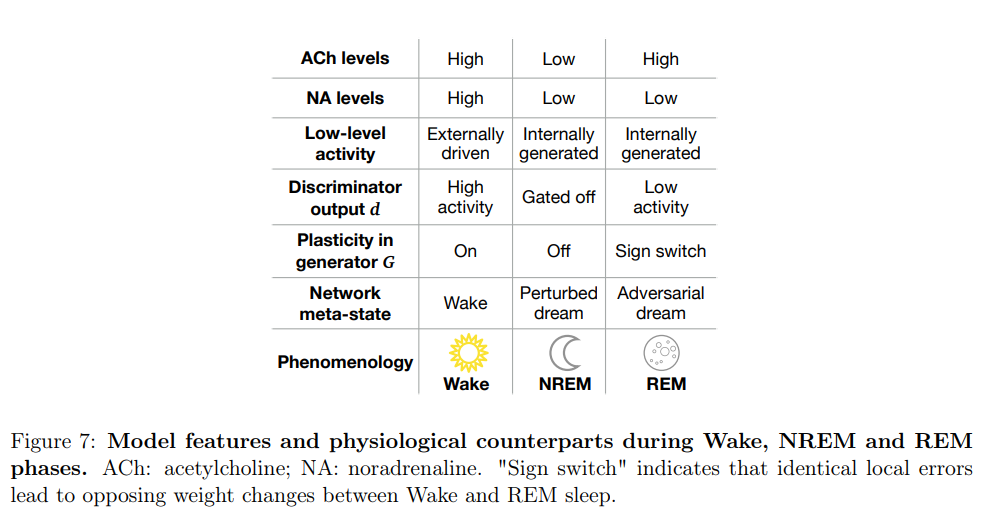 ACh levels High Low High
NA levels High Low Low
Low-level Externally Internally Internally
activity driven generated generated
Discriminator High Gated off Low
output d activity activity
Plasticity in On Off Sign switch
generator G
Network Wake Perturbed Adversarial
meta-state dream dream
Phenomenology
Wake NREM REM
Figure 7: Model features and physiological counterparts during Wake, NREM and REM
phases. ACh: acetylcholine; NA: noradrenaline. "Sign switch" indicates that identical local errors
lead to opposing weight changes between Wake and REM sleep.